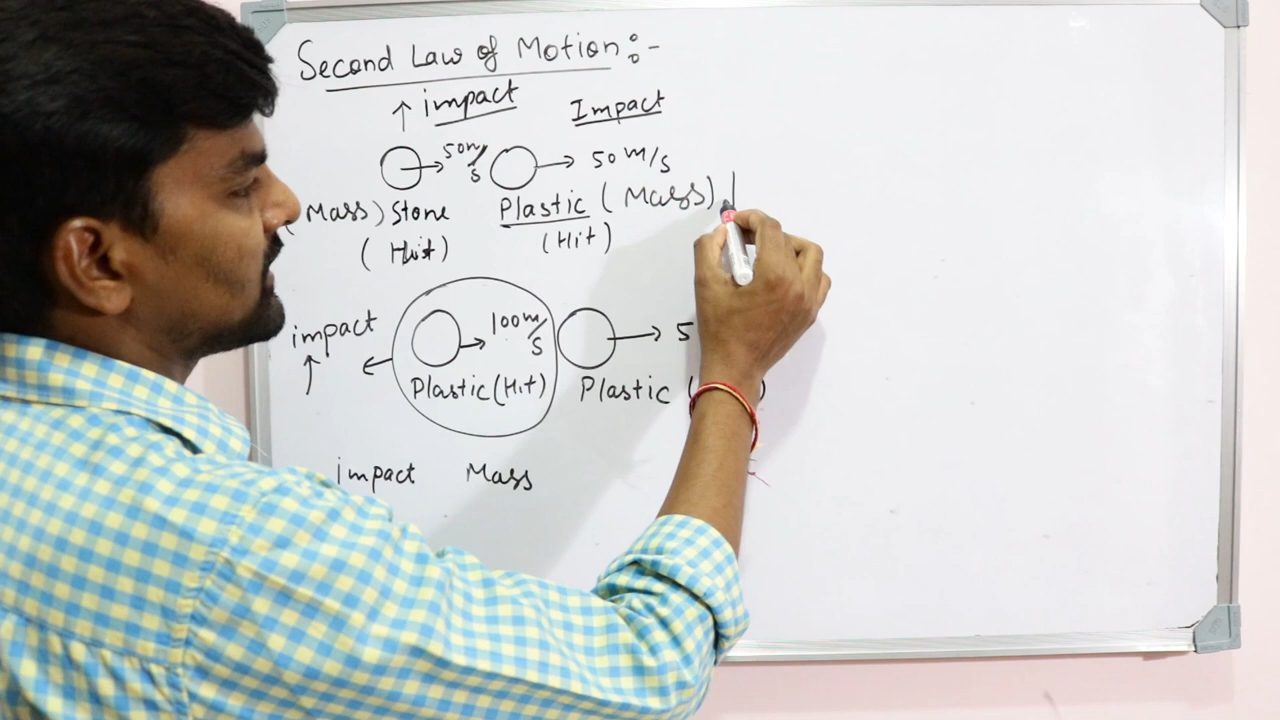 Second Law of Motion :-
↑ impact Impact
→ 50m/s → 50 m/s
(Mass) Stone Plastic (Mass)
(Hit) (Hit)
impact ↑ ← → 100m/s → 5
Plastic (Hit) Plastic (
impact Mass